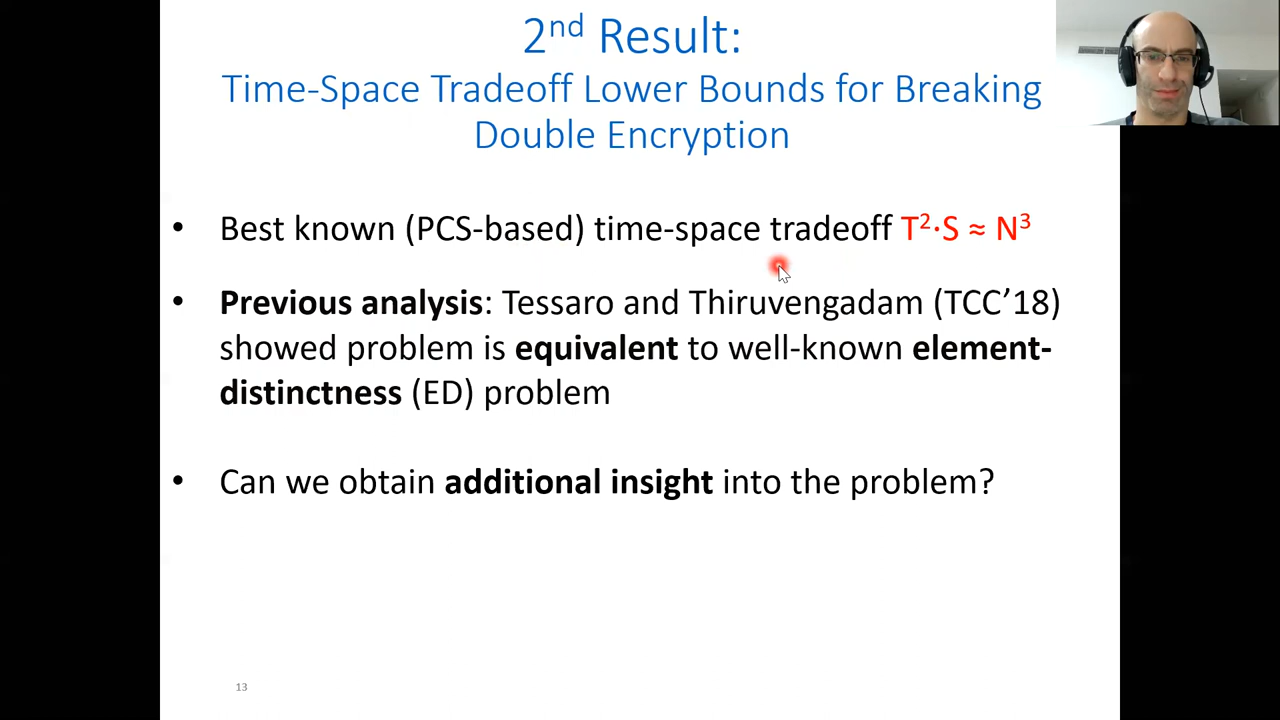 2nd Result:
Time-Space Tradeoff Lower Bounds for Breaking
Double Encryption
• Best known (PCS-based) time-space tradeoff T²·S ≈ N³
• Previous analysis: Tessaro and Thiruvengadam (TCC’18)
showed problem is equivalent to well-known element-
distinctness (ED) problem
• Can we obtain additional insight into the problem?
13